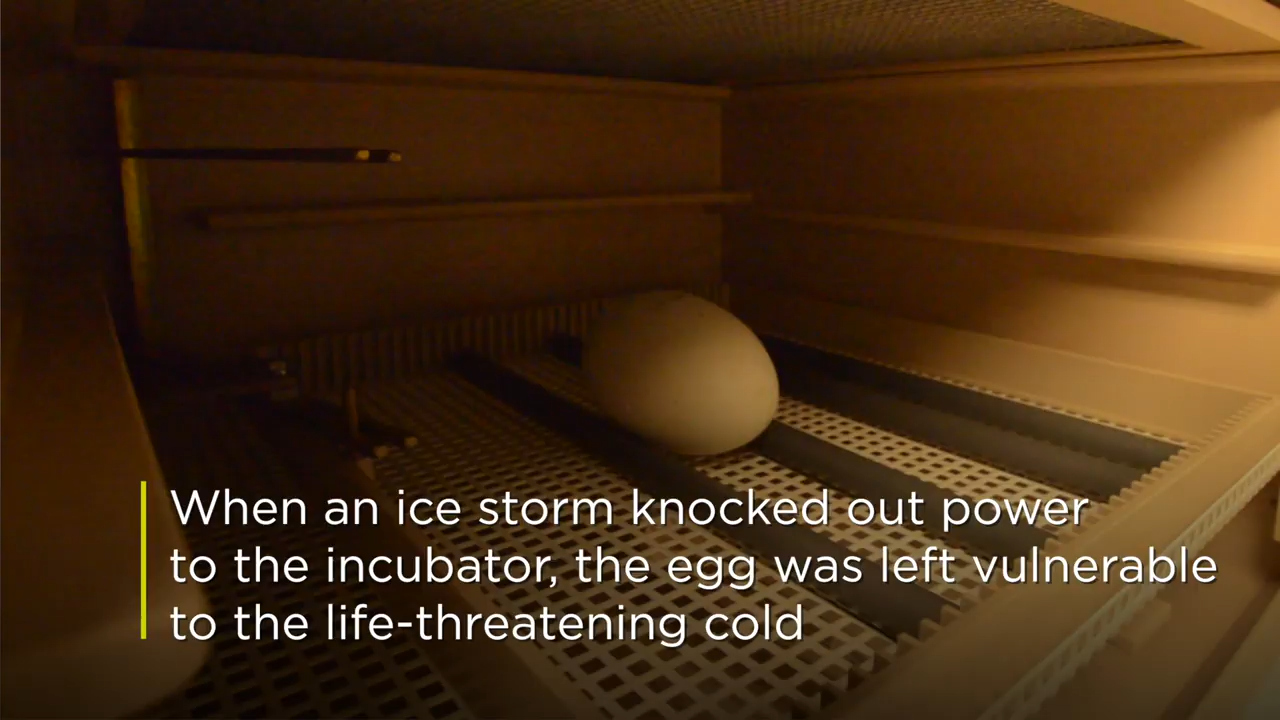 When an ice storm knocked out power
to the incubator, the egg was left vulnerable
to the life-threatening cold